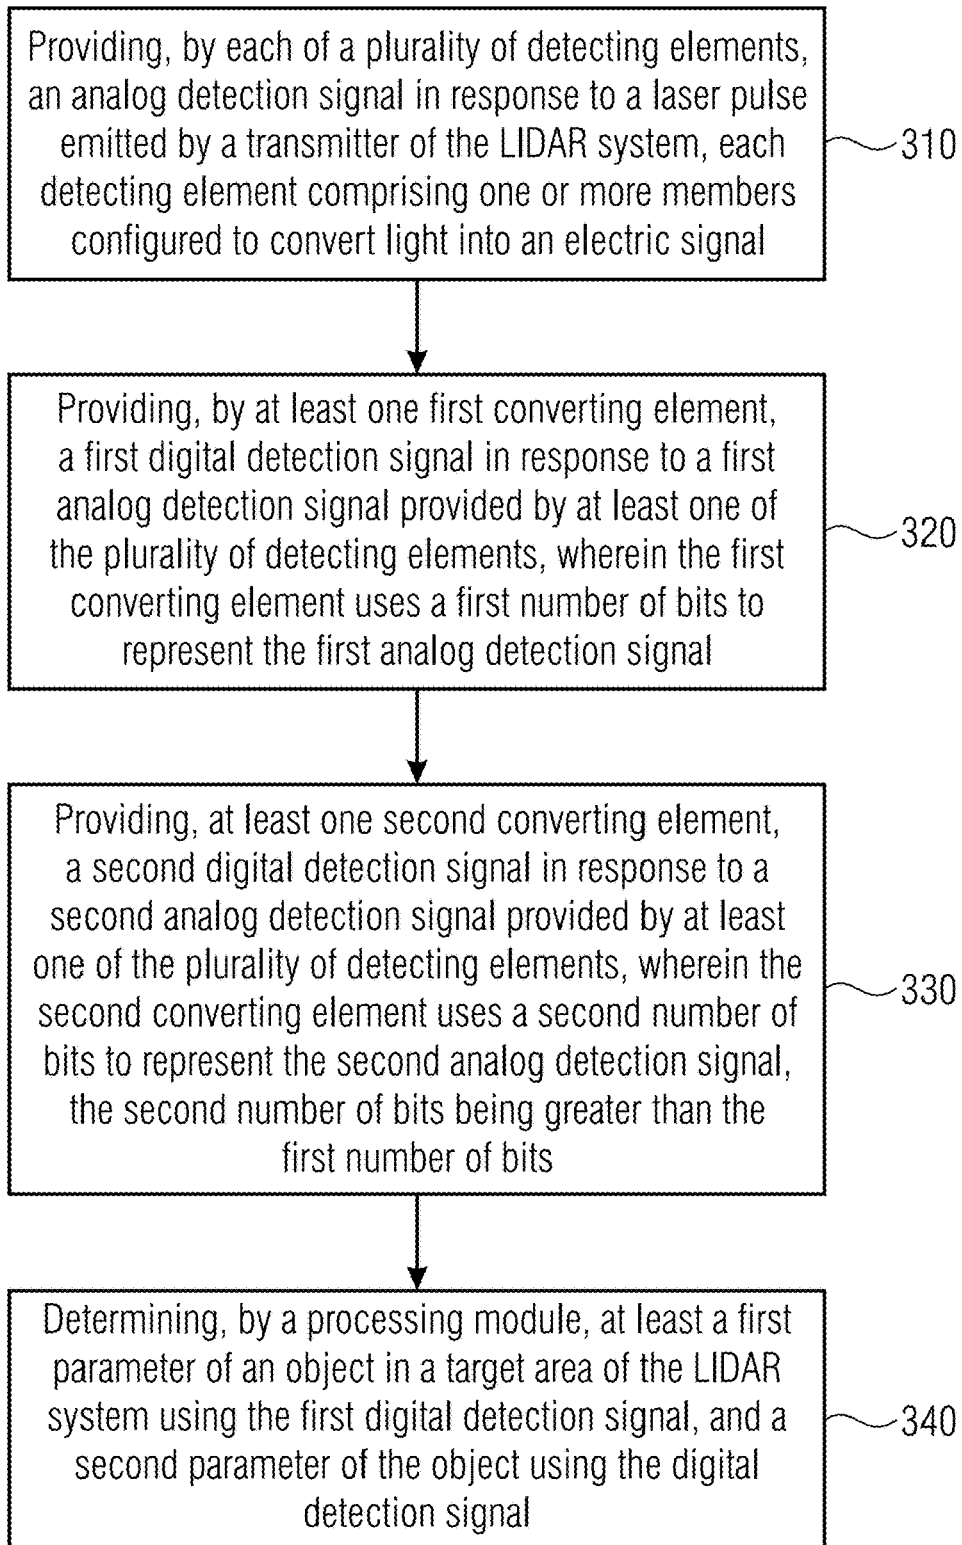 Providing, by each of a plurality of detecting elements,
an analog detection signal in response to a laser pulse
emitted by a transmitter of the LIDAR system, each
detecting element comprising one or more members
configured to convert light into an electric signal
310
Providing, by at least one first converting element,
a first digital detection signal in response to a first
analog detection signal provided by at least one of
the plurality of detecting elements, wherein the first
converting element uses a first number of bits to
represent the first analog detection signal
320
Providing, at least one second converting element,
a second digital detection signal in response to a
second analog detection signal provided by at least
one of the plurality of detecting elements, wherein the
second converting element uses a second number of
bits to represent the second analog detection signal,
the second number of bits being greater than the
first number of bits
330
Determining, by a processing module, at least a first
parameter of an object in a target area of the LIDAR
system using the first digital detection signal, and a
second parameter of the object using the digital
detection signal
340